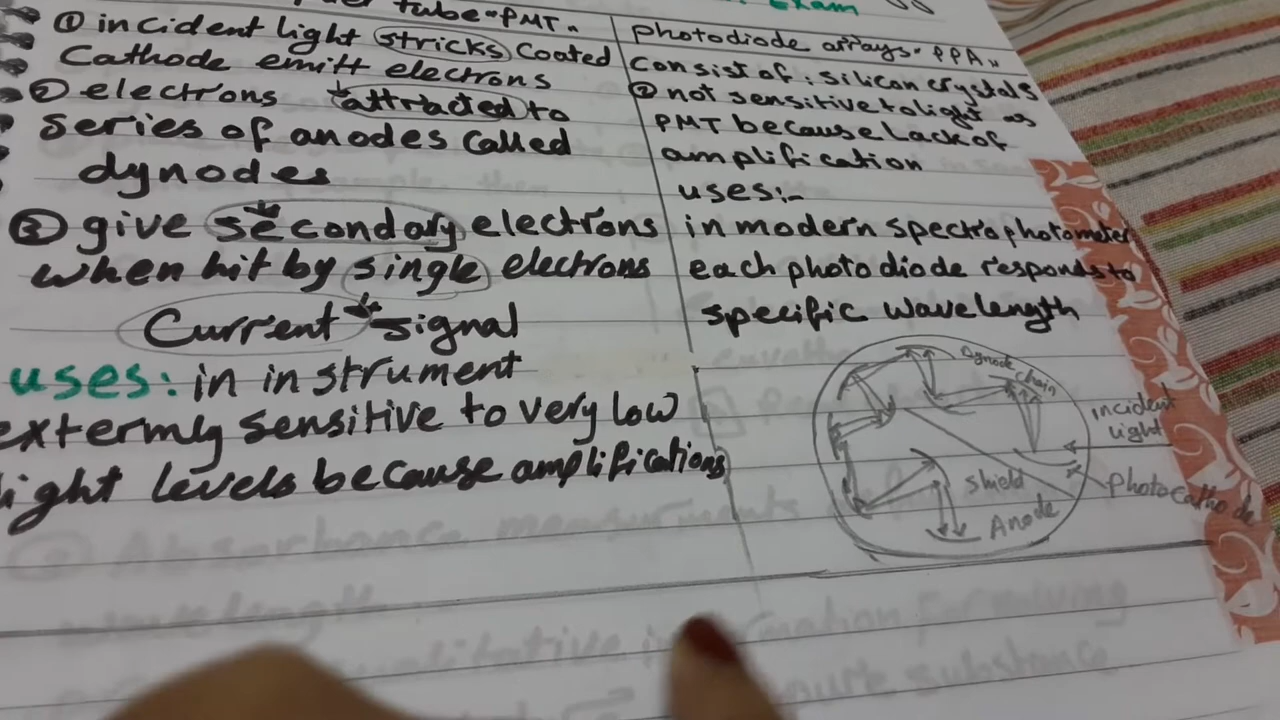 tube "PMT"
① incident light stricks Coated
Cathode emitt electrons
② electrons attracted to
series of anodes called
dynodes
③ give secondary electrons
when hit by single electrons
Current signal
uses: in instrument
extermly sensitive to very low
light levels because amplifications
Exam
photodiode arrays "PPA"
Consist of: silicon crystals
② not sensitive to light as
PMT because Lack of
amplification
uses:-
in modern spectrophotometer
each photodiode responds to
specific wavelength
Dynode chain
incident
light
photocathode
shield
Anode